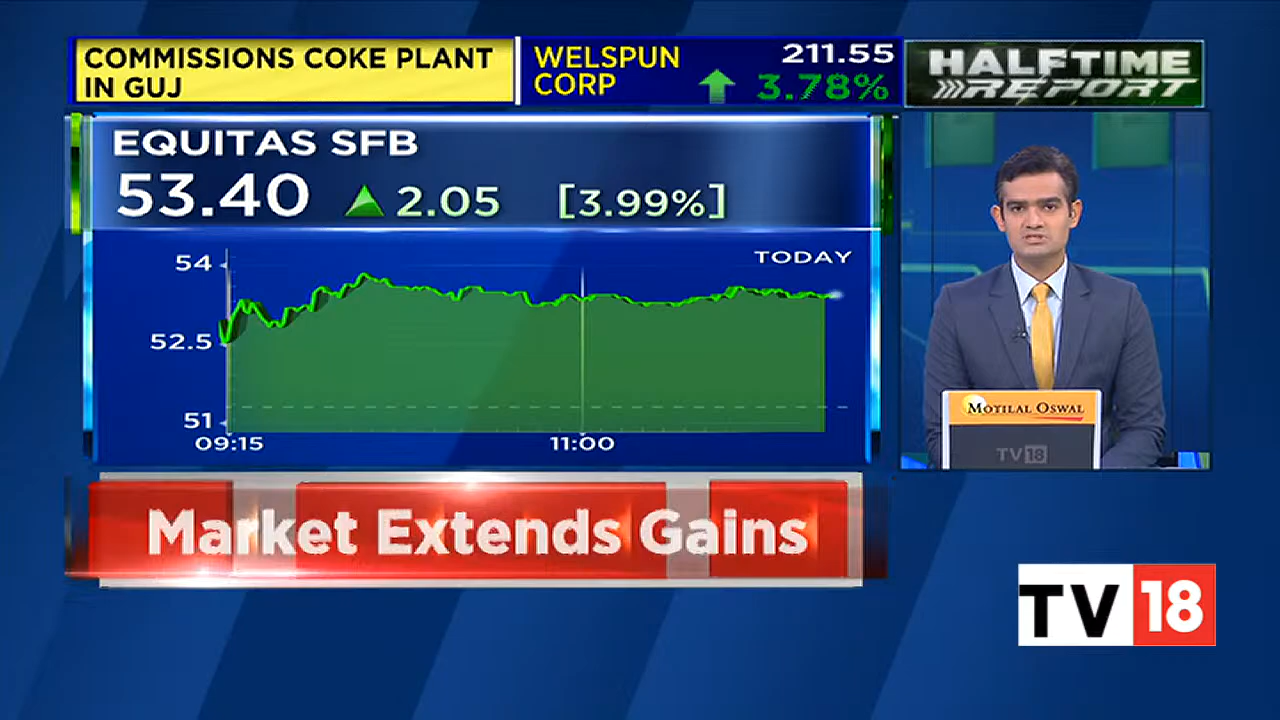 COMMISSIONS COKE PLANT
IN GUJ
WELSPUN
CORP
211.55
3.78%
HALFTIME
REPORT
EQUITAS SFB
53.40 2.05 [3.99%]
TODAY
54
52.5
51
09:15 11:00
MOTILAL OSWAL
TV18
Market Extends Gains
TV18